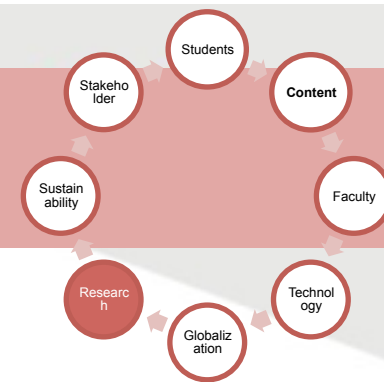 Students
Content
Faculty
Technol
ogy
Globaliz
ation
Researc
h
Sustain
ability
Stakeho
lder